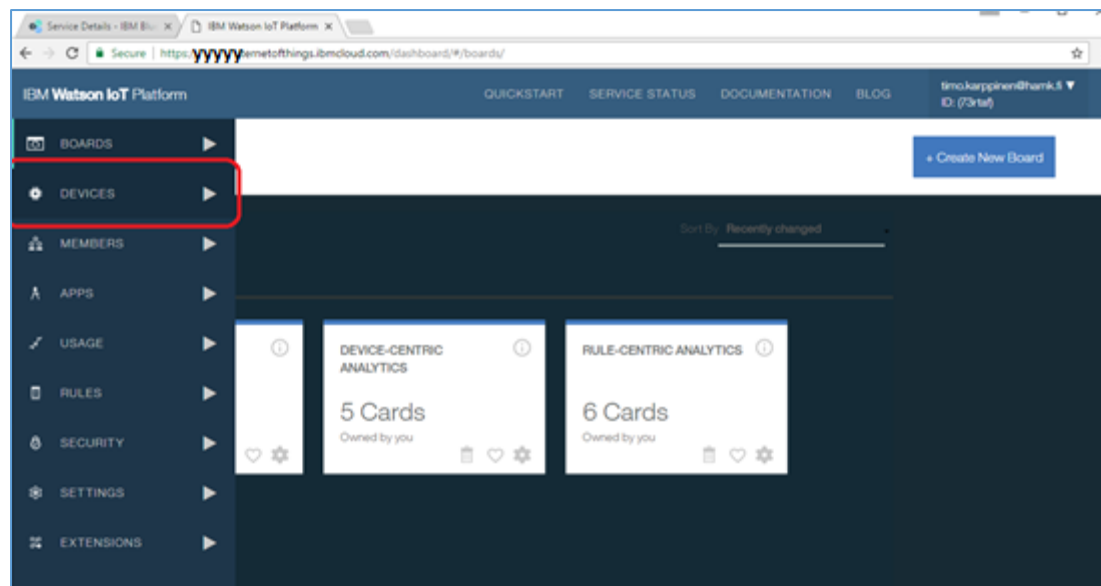 Service Details - IBM Blu
IBM Watson IoT Platform
Secure | https:/yyyyyternetofthings.ibmcloud.com/dashboard/#/boards/
IBM Watson IoT Platform
QUICKSTART
SERVICE STATUS
DOCUMENTATION
BLOG
timo.karppinen@hamk.fi ▼
ID: (73rtaf)
BOARDS
+ Create New Board
DEVICES
MEMBERS
Sort By Recently changed
APPS
USAGE
RULES
SECURITY
SETTINGS
EXTENSIONS
DEVICE-CENTRIC
ANALYTICS
5 Cards
Owned by you
RULE-CENTRIC ANALYTICS
6 Cards
Owned by you